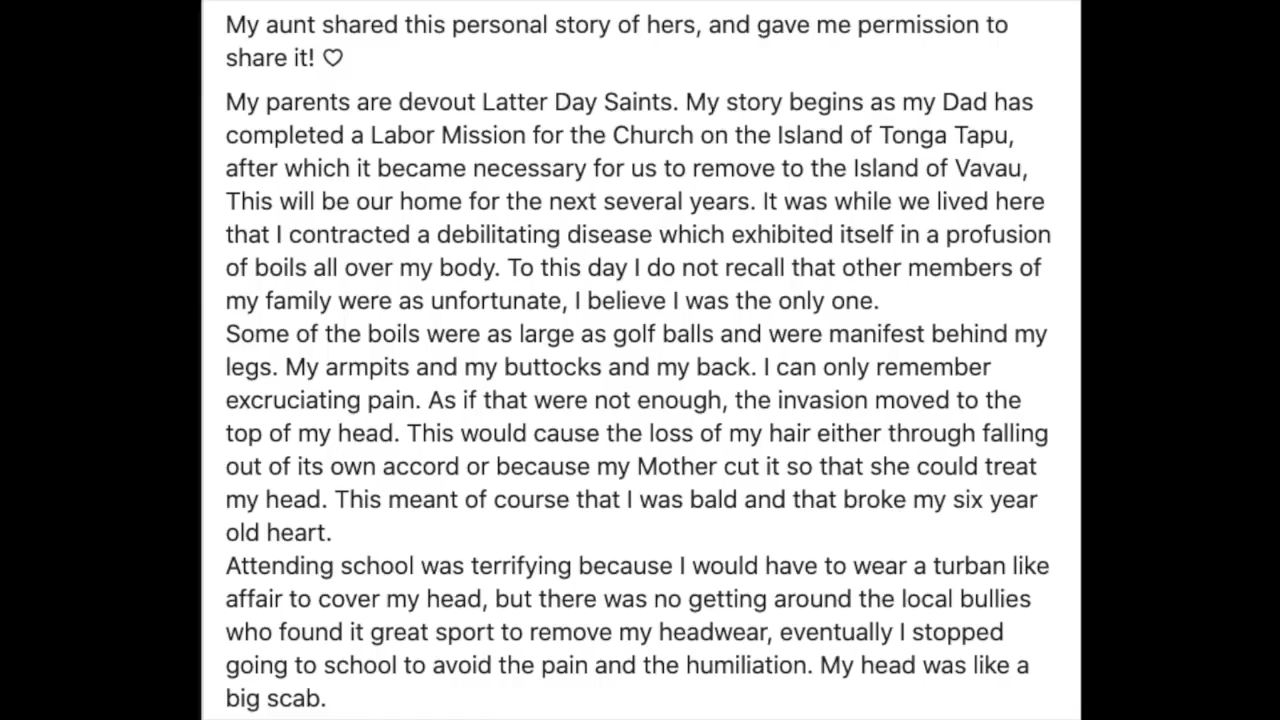 My aunt shared this personal story of hers, and gave me permission to
share it! ♡
My parents are devout Latter Day Saints. My story begins as my Dad has
completed a Labor Mission for the Church on the Island of Tonga Tapu,
after which it became necessary for us to remove to the Island of Vavau,
This will be our home for the next several years. It was while we lived here
that I contracted a debilitating disease which exhibited itself in a profusion
of boils all over my body. To this day I do not recall that other members of
my family were as unfortunate, I believe I was the only one.
Some of the boils were as large as golf balls and were manifest behind my
legs. My armpits and my buttocks and my back. I can only remember
excruciating pain. As if that were not enough, the invasion moved to the
top of my head. This would cause the loss of my hair either through falling
out of its own accord or because my Mother cut it so that she could treat
my head. This meant of course that I was bald and that broke my six year
old heart.
Attending school was terrifying because I would have to wear a turban like
affair to cover my head, but there was no getting around the local bullies
who found it great sport to remove my headwear, eventually I stopped
going to school to avoid the pain and the humiliation. My head was like a
big scab.